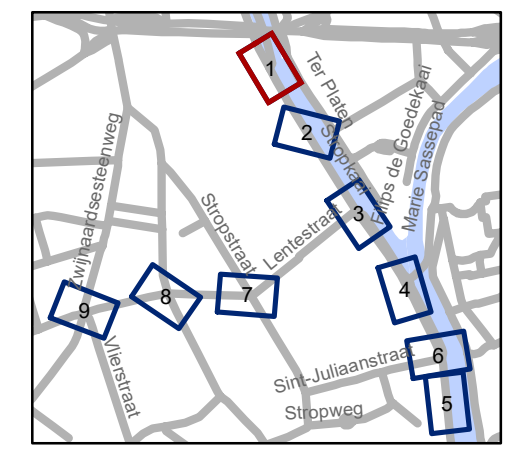 1
Ter Platen
2
Stropkaai
Filips de Goedekaai
Marie Sassepad
Zwijnaardsesteenweg
3
Stropstraat
Lentestraat
4
7
8
9
6
Vlierstraat
Sint-Juliaanstraat
5
Stropweg